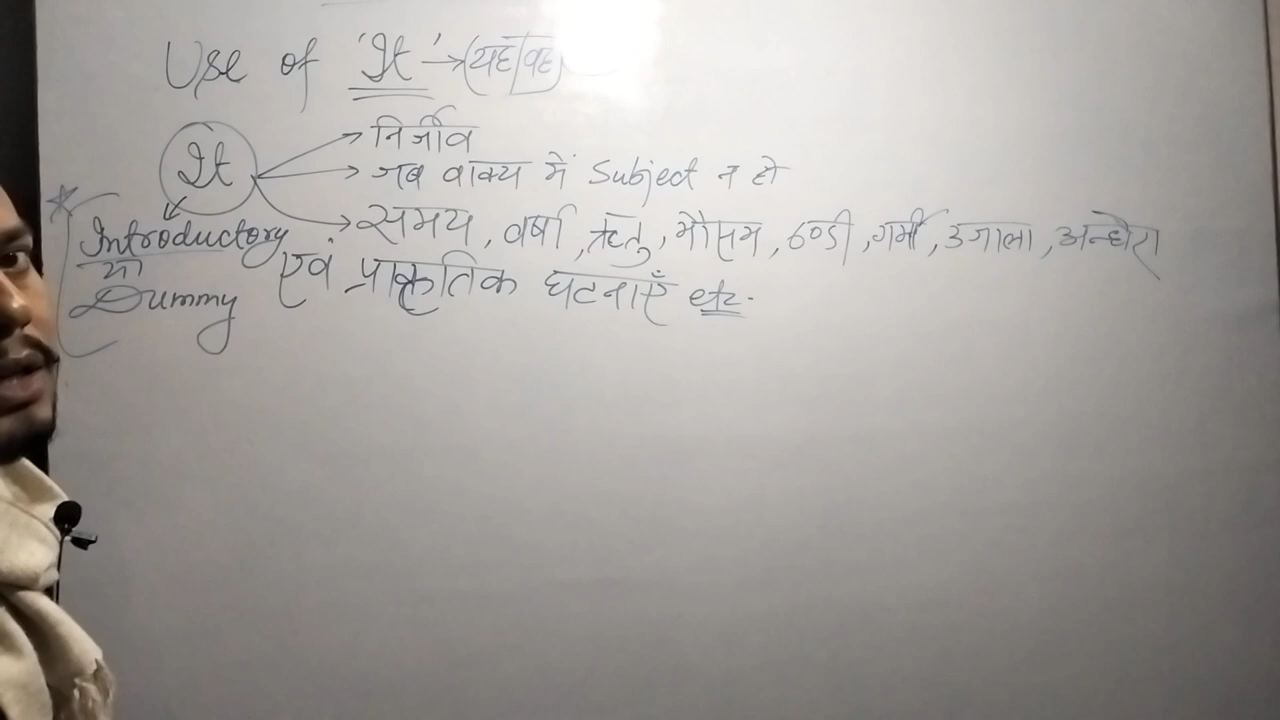 Use of 'It' → (यह/वह)
It
→ निर्जीव
→ जब वाक्य में Subject न हो
→ समय, वर्षा, ऋतु, मौसम, ठण्डी, गर्मी, उजाला, अन्धेरा
एवं प्राकृतिक घटनाएँ etc.
Introductory
या
Dummy